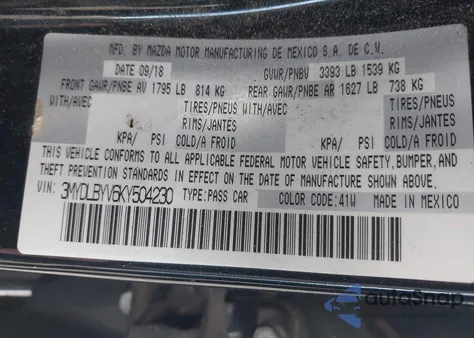 MFD. BY MAZDA MOTOR MANUFACTURING DE MEXICO S.A. DE C.V.
DATE 09/18 GVWR/PNBV 3393 LB 1539 KG
FRONT GAWR/PNBE AV 1795 LB 814 KG REAR GAWR/PNBE AR 1627 LB 738 KG
WITH/AVEC TIRES/PNEUS WITH/AVEC TIRES/PNEUS
RIMS/JANTES RIMS/JANTES
KPA/ PSI COLD/A FROID KPA/ PSI COLD/A FROID
THIS VEHICLE CONFORMS TO ALL APPLICABLE FEDERAL MOTOR VEHICLE SAFETY, BUMPER, AND
THEFT PREVENTION STANDARDS IN EFFECT ON THE DATE OF MANUFACTURE SHOWN ABOVE.
VIN: 3MYDLBYV6KY504230 TYPE:PASS CAR COLOR CODE:41W MADE IN MEXICO
autoSnap